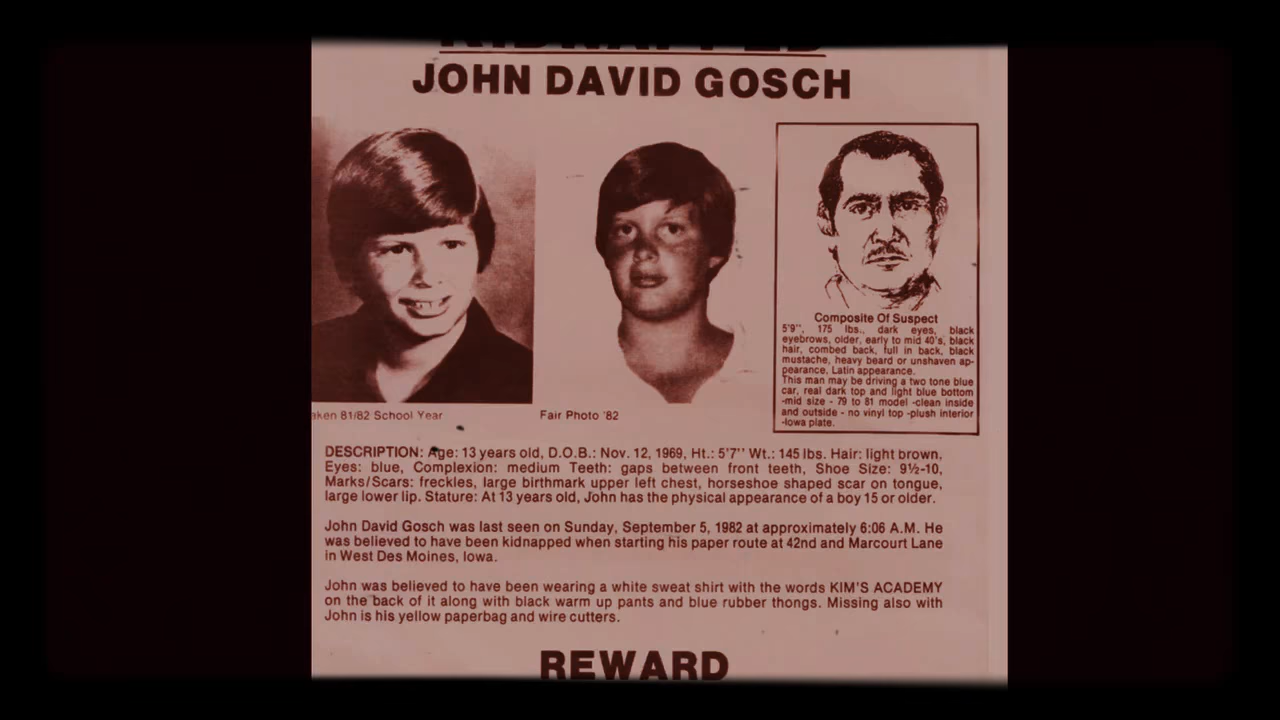 KIDNAPPED
JOHN DAVID GOSCH
Composite Of Suspect
5'9", 175 lbs., dark eyes, black
eyebrows, older, early to mid 40's, black
hair, combed back, full in back, black
mustache, heavy beard or unshaven ap-
pearance, Latin appearance.
This man may be driving a two tone blue
car, real dark top and light blue bottom
-mid size - 79 to 81 model -clean inside
and outside - no vinyl top -plush interior
-Iowa plate.
aken 81/82 School Year
Fair Photo '82
DESCRIPTION: Age: 13 years old, D.O.B.: Nov. 12, 1969, Ht.: 5'7" Wt.: 145 lbs. Hair: light brown,
Eyes: blue, Complexion: medium Teeth: gaps between front teeth, Shoe Size: 9½-10,
Marks/Scars: freckles, large birthmark upper left chest, horseshoe shaped scar on tongue,
large lower lip. Stature: At 13 years old, John has the physical appearance of a boy 15 or older.
John David Gosch was last seen on Sunday, September 5, 1982 at approximately 6:06 A.M. He
was believed to have been kidnapped when starting his paper route at 42nd and Marcourt Lane
in West Des Moines, Iowa.
John was believed to have been wearing a white sweat shirt with the words KIM'S ACADEMY
on the back of it along with black warm up pants and blue rubber thongs. Missing also with
John is his yellow paperbag and wire cutters.
REWARD